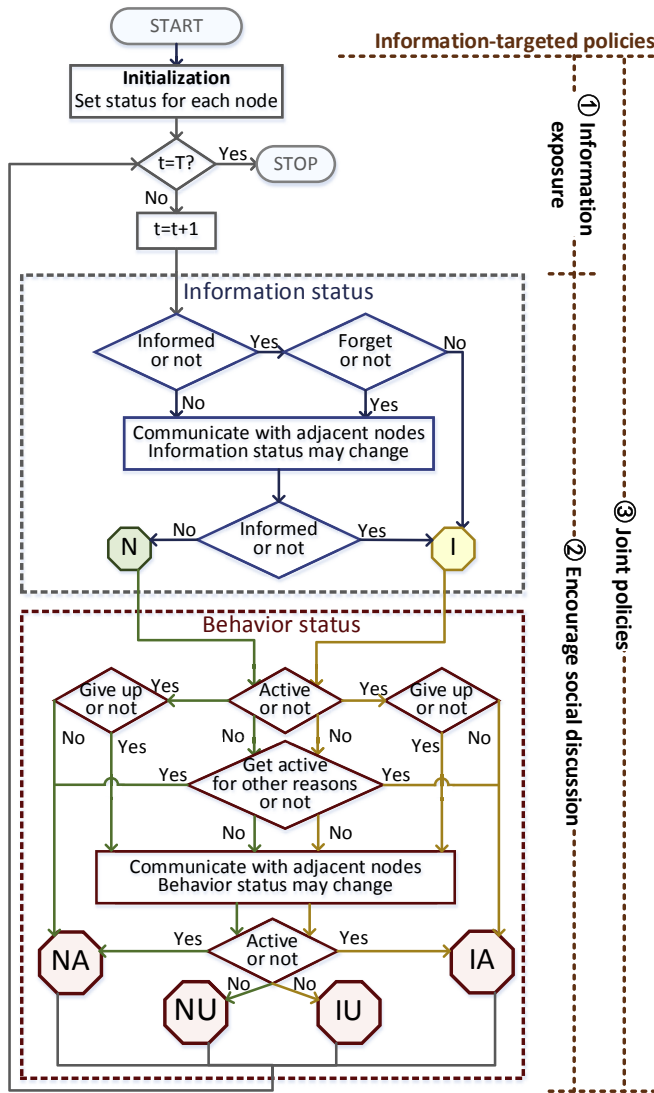 START
Information-targeted policies
Initialization
Set status for each node
① Information
exposure
t=T?
Yes
STOP
No
t=t+1
Information status
Informed
or not
Yes
Forget
or not
No
No
Yes
Communicate with adjacent nodes
Information status may change
N
No
Informed
or not
Yes
I
② Encourage social discussion
③ Joint policies
Behavior status
Give up
or not
Yes
Active
or not
Yes
Give up
or not
No
Yes
No
No
Yes
No
Yes
Get active
for other reasons
or not
Yes
No
No
Communicate with adjacent nodes
Behavior status may change
NA
Yes
Active
or not
Yes
IA
No
No
NU
IU